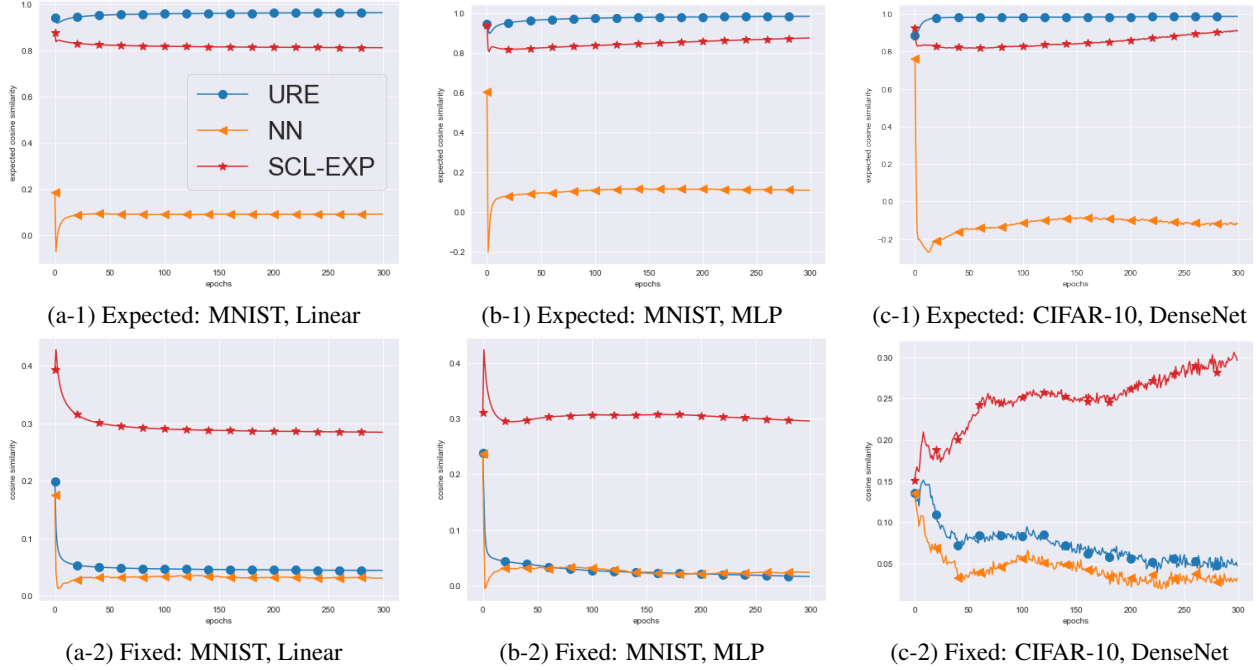 1.0
0.8
0.6
0.4
0.2
0.0
expected cosine similarity
URE
NN
SCL-EXP
0 50 100 150 200 250 300
epochs
(a-1) Expected: MNIST, Linear
1.0
0.8
0.6
0.4
0.2
0.0
−0.2
expected cosine similarity
0 50 100 150 200 250 300
epochs
(b-1) Expected: MNIST, MLP
1.0
0.8
0.6
0.4
0.2
0.0
−0.2
expected cosine similarity
0 50 100 150 200 250 300
epochs
(c-1) Expected: CIFAR-10, DenseNet
0.4
0.3
0.2
0.1
0.0
cosine similarity
0 50 100 150 200 250 300
epochs
(a-2) Fixed: MNIST, Linear
0.4
0.3
0.2
0.1
0.0
cosine similarity
0 50 100 150 200 250 300
epochs
(b-2) Fixed: MNIST, MLP
0.30
0.25
0.20
0.15
0.10
0.05
cosine similarity
0 50 100 150 200 250 300
epochs
(c-2) Fixed: CIFAR-10, DenseNet